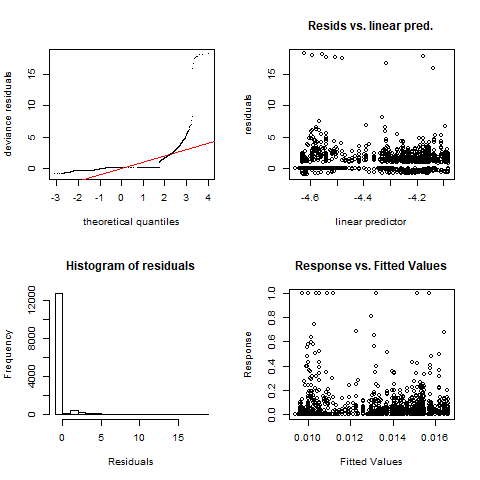 deviance residuals
0 5 10 15
-3 -2 -1 0 1 2 3 4
theoretical quantiles
Resids vs. linear pred.
residuals
0 5 10 15
-4.6 -4.4 -4.2
linear predictor
Histogram of residuals
Frequency
0 4000 8000 12000
0 5 10 15
Residuals
Response vs. Fitted Values
Response
0.0 0.2 0.4 0.6 0.8 1.0
0.010 0.012 0.014 0.016
Fitted Values